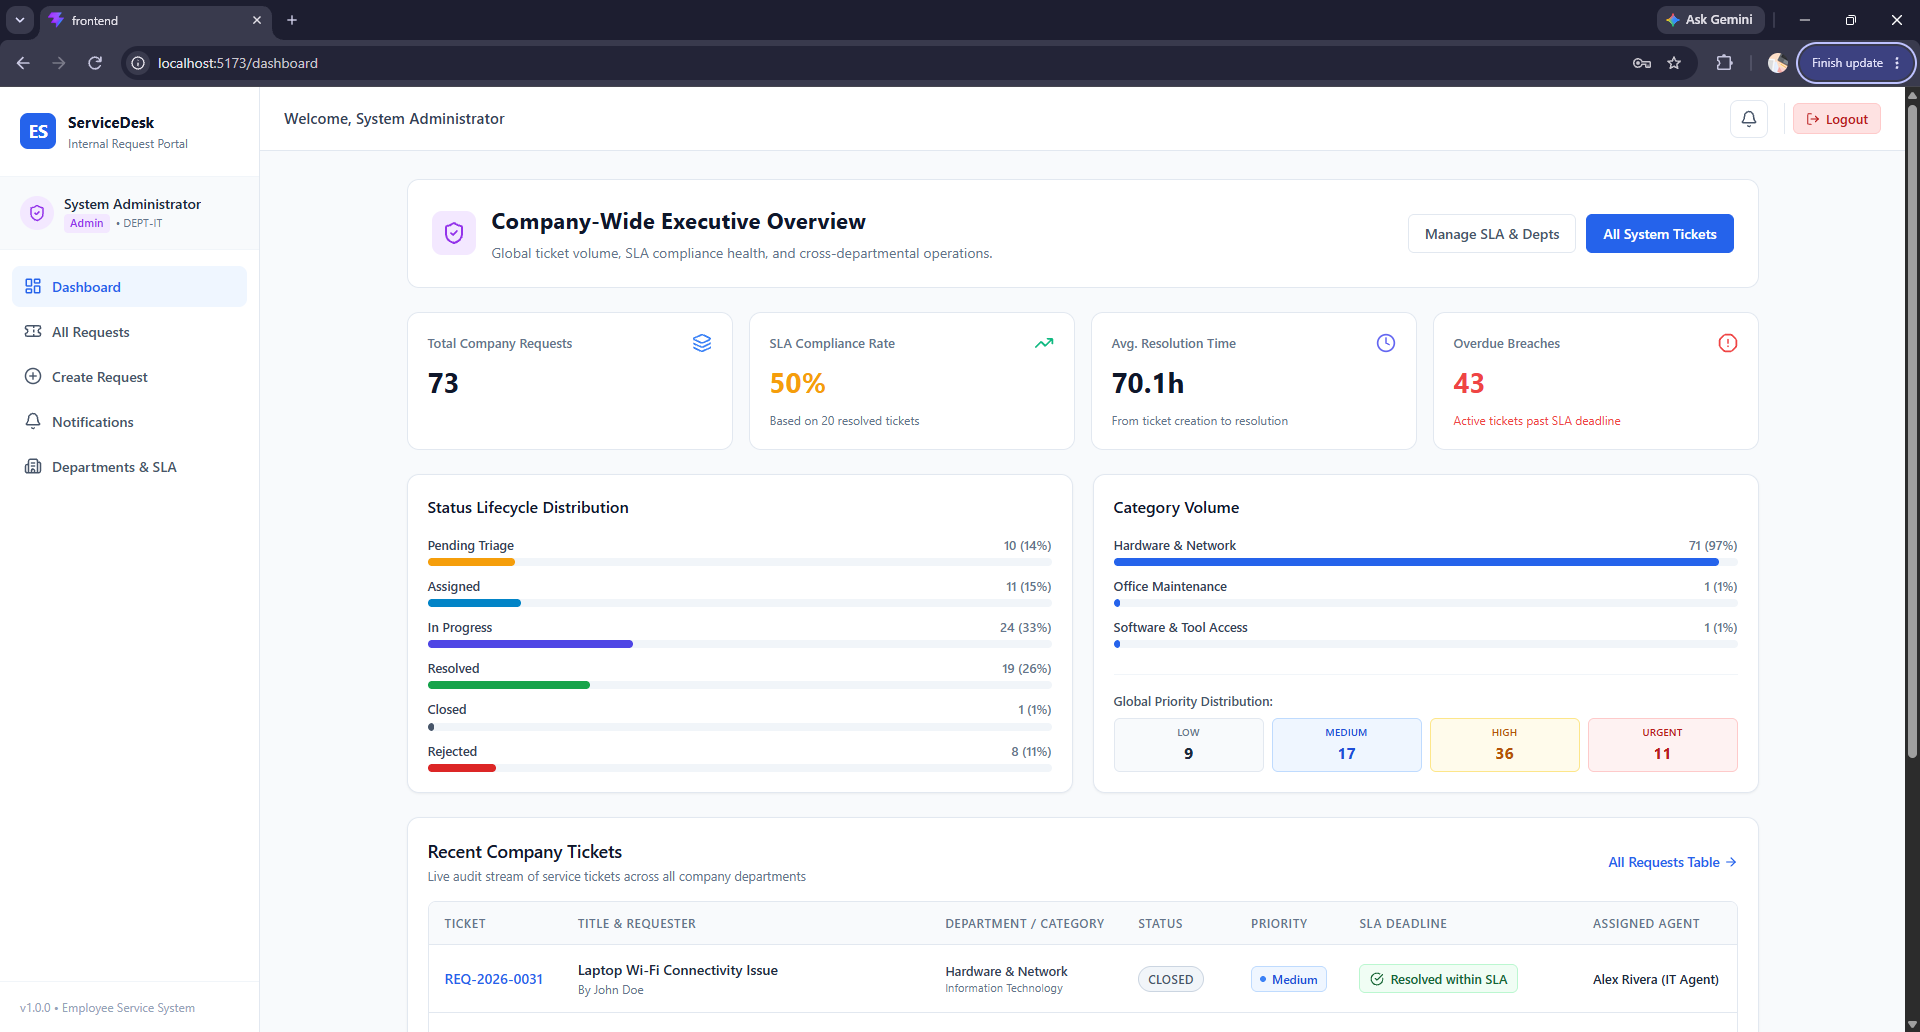 frontend
Ask Gemini
localhost:5173/dashboard
Finish update
ES
ServiceDesk
Internal Request Portal
Welcome, System Administrator
Logout
System Administrator
Admin • DEPT-IT
Dashboard
All Requests
Create Request
Notifications
Departments & SLA
v1.0.0 • Employee Service System
Company-Wide Executive Overview
Global ticket volume, SLA compliance health, and cross-departmental operations.
Manage SLA & Depts
All System Tickets
Total Company Requests
73
SLA Compliance Rate
50%
Based on 20 resolved tickets
Avg. Resolution Time
70.1h
From ticket creation to resolution
Overdue Breaches
43
Active tickets past SLA deadline
Status Lifecycle Distribution
Pending Triage 10 (14%)
Assigned 11 (15%)
In Progress 24 (33%)
Resolved 19 (26%)
Closed 1 (1%)
Rejected 8 (11%)
Category Volume
Hardware & Network 71 (97%)
Office Maintenance 1 (1%)
Software & Tool Access 1 (1%)
Global Priority Distribution:
LOW
9
MEDIUM
17
HIGH
36
URGENT
11
Recent Company Tickets
Live audit stream of service tickets across all company departments
All Requests Table →
TICKET TITLE & REQUESTER DEPARTMENT / CATEGORY STATUS PRIORITY SLA DEADLINE ASSIGNED AGENT
REQ-2026-0031
Laptop Wi-Fi Connectivity Issue
By John Doe
Hardware & Network
Information Technology
CLOSED
Medium
Resolved within SLA
Alex Rivera (IT Agent)